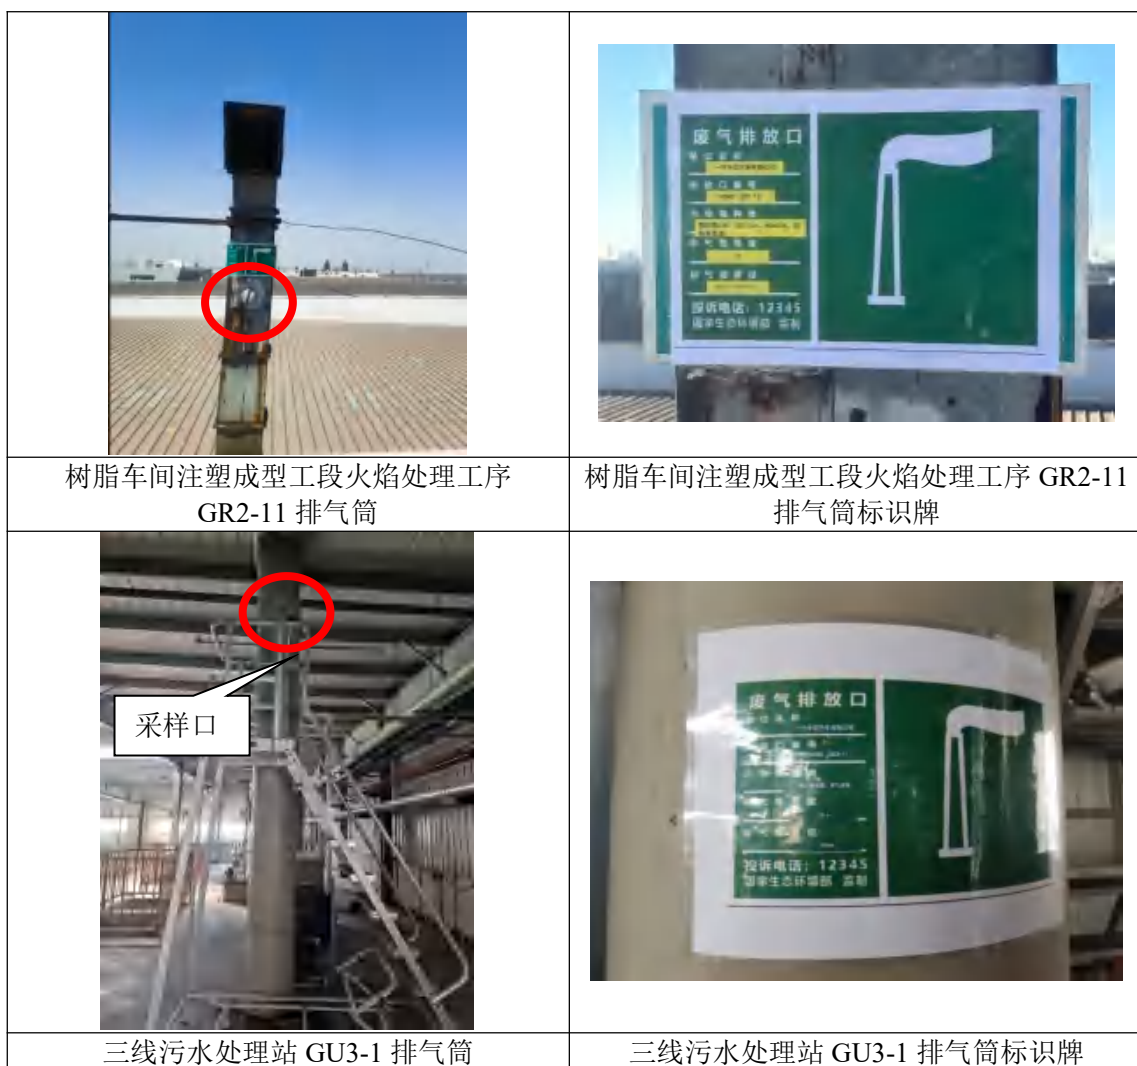 废气排放口
投诉电话：12345
国家生态环境部 监制
树脂车间注塑成型工段火焰处理工序
GR2-11 排气筒
树脂车间注塑成型工段火焰处理工序 GR2-11
排气筒标识牌
采样口
废气排放口
投诉电话：12345
国家生态环境部 监制
三线污水处理站 GU3-1 排气筒
三线污水处理站 GU3-1 排气筒标识牌